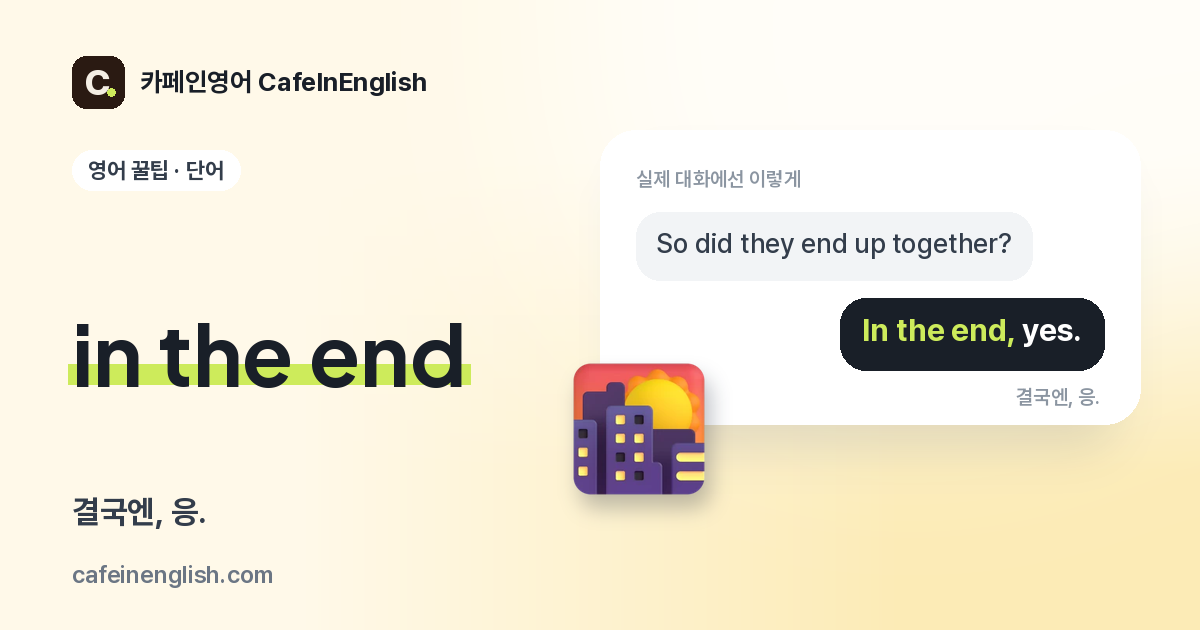 C
카페인영어 CafeInEnglish
영어 꿀팁 · 단어
in the end
결국엔, 응.
cafeinenglish.com
실제 대화에선 이렇게
So did they end up together?
In the end, yes.
결국엔, 응.